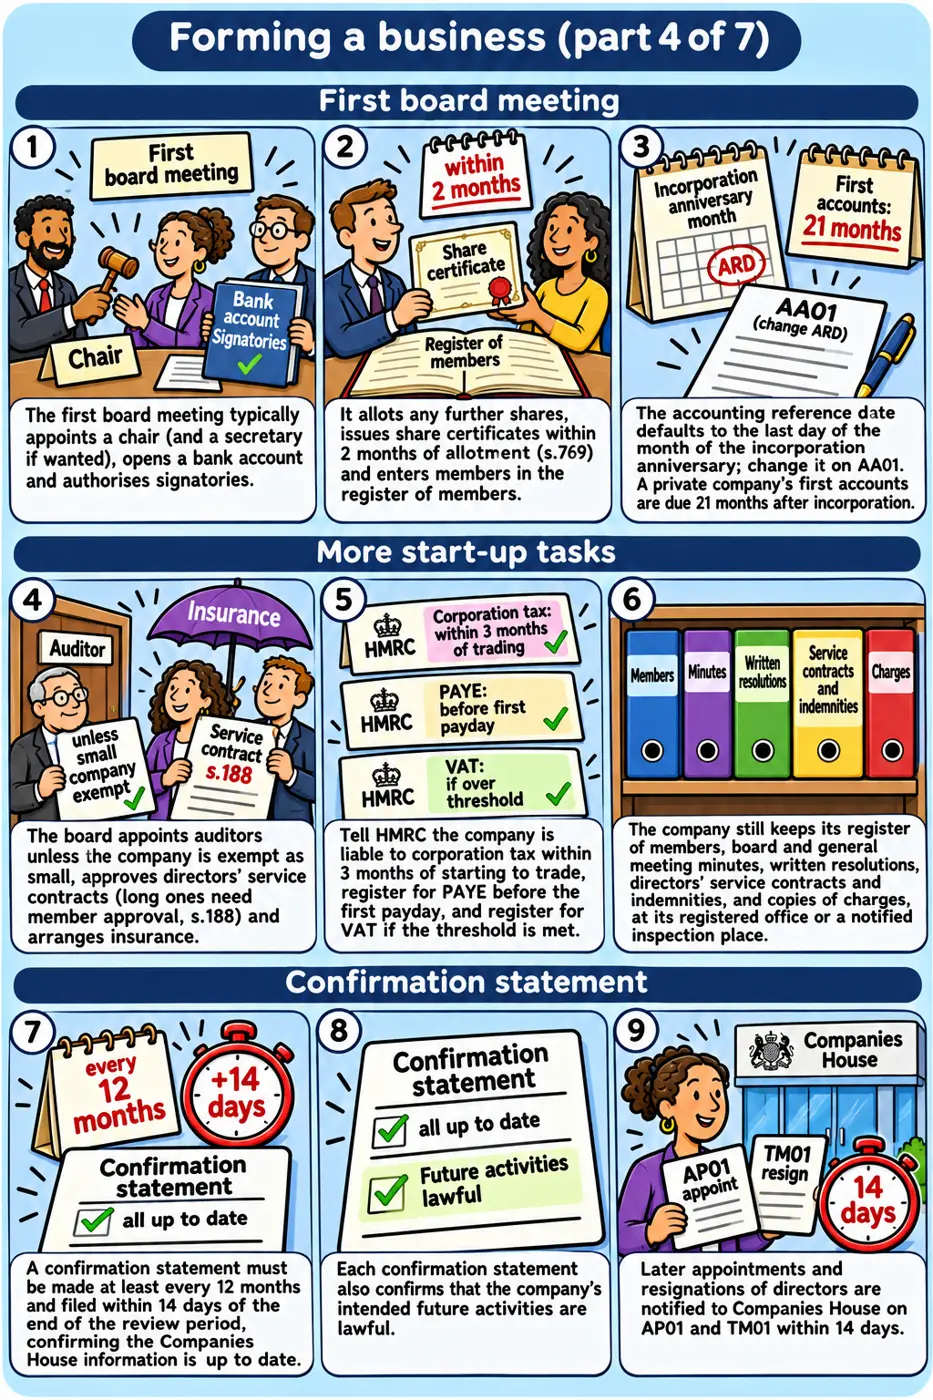 Forming a business (part 4 of 7)
First board meeting
1
First
board meeting
Chair
Bank
account
Signatories
The first board meeting typically
appoints a chair (and a secretary
if wanted), opens a bank account
and authorises signatories.
2
within
2 months
Share
certificate
Register of
members
It allots any further shares,
issues share certificates within
2 months of allotment (s.769)
and enters members in the
register of members.
3
Incorporation
anniversary
month
ARD
First
accounts:
21 months
AA01
(change ARD)
The accounting reference date
defaults to the last day of the
month of the incorporation
anniversary; change it on AA01.
A private company's first accounts
are due 21 months after incorporation.
More start-up tasks
4
Auditor
Insurance
unless
small
company
exempt
Service
contract
s.188
The board appoints auditors
unless the company is exempt as
small, approves directors' service
contracts (long ones need
member approval, s.188) and
arranges insurance.
5
HMRC
Corporation tax:
within 3 months
of trading
HMRC
PAYE:
before first
payday
HMRC
VAT:
if over
threshold
Tell HMRC the company is
liable to corporation tax within
3 months of starting to trade,
register for PAYE before the
first payday, and register for
VAT if the threshold is met.
6
Members
Minutes
Written
resolutions
Service
contracts
and
indemnities
Charges
The company still keeps its register
of members, board and general
meeting minutes, written resolutions,
directors' service contracts and
indemnities, and copies of charges,
at its registered office or a notified
inspection place.
Confirmation statement
7
every
12
months
+14
days
Confirmation
statement
all up to date
A confirmation statement must
be made at least every 12 months
and filed within 14 days of the
end of the review period,
confirming the Companies
House information is up to date.
8
Confirmation
statement
all up to date
Future activities
lawful
Each confirmation statement
also confirms that the company's
intended future activities are
lawful.
9
Companies
House
AP01
appoint
TM01
resign
14
days
Later appointments and
resignations of directors are
notified to Companies House on
AP01 and TM01 within 14 days.